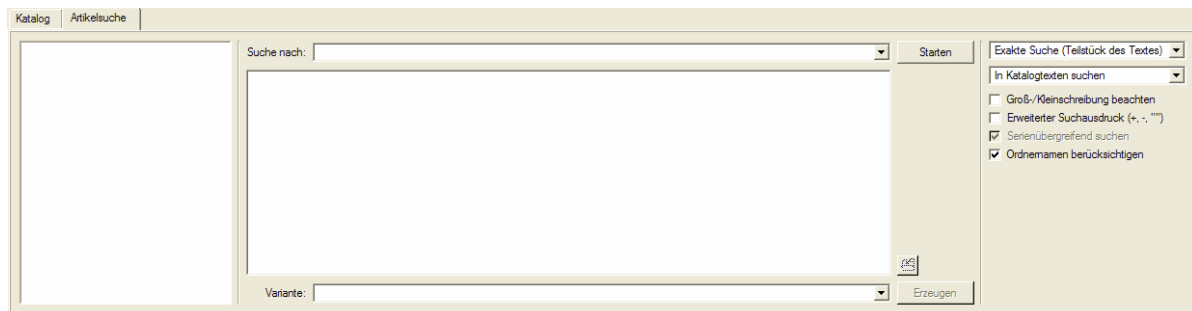 Katalog
Artikelsuche
Suche nach:
Starten
Exakte Suche (Teilstück des Textes)
In Katalogtexten suchen
Groß-/Kleinschreibung beachten
Erweiterter Suchausdruck (+, -, "")
Serienübergreifend suchen
Ordnernamen berücksichtigen
Variante:
Erzeugen